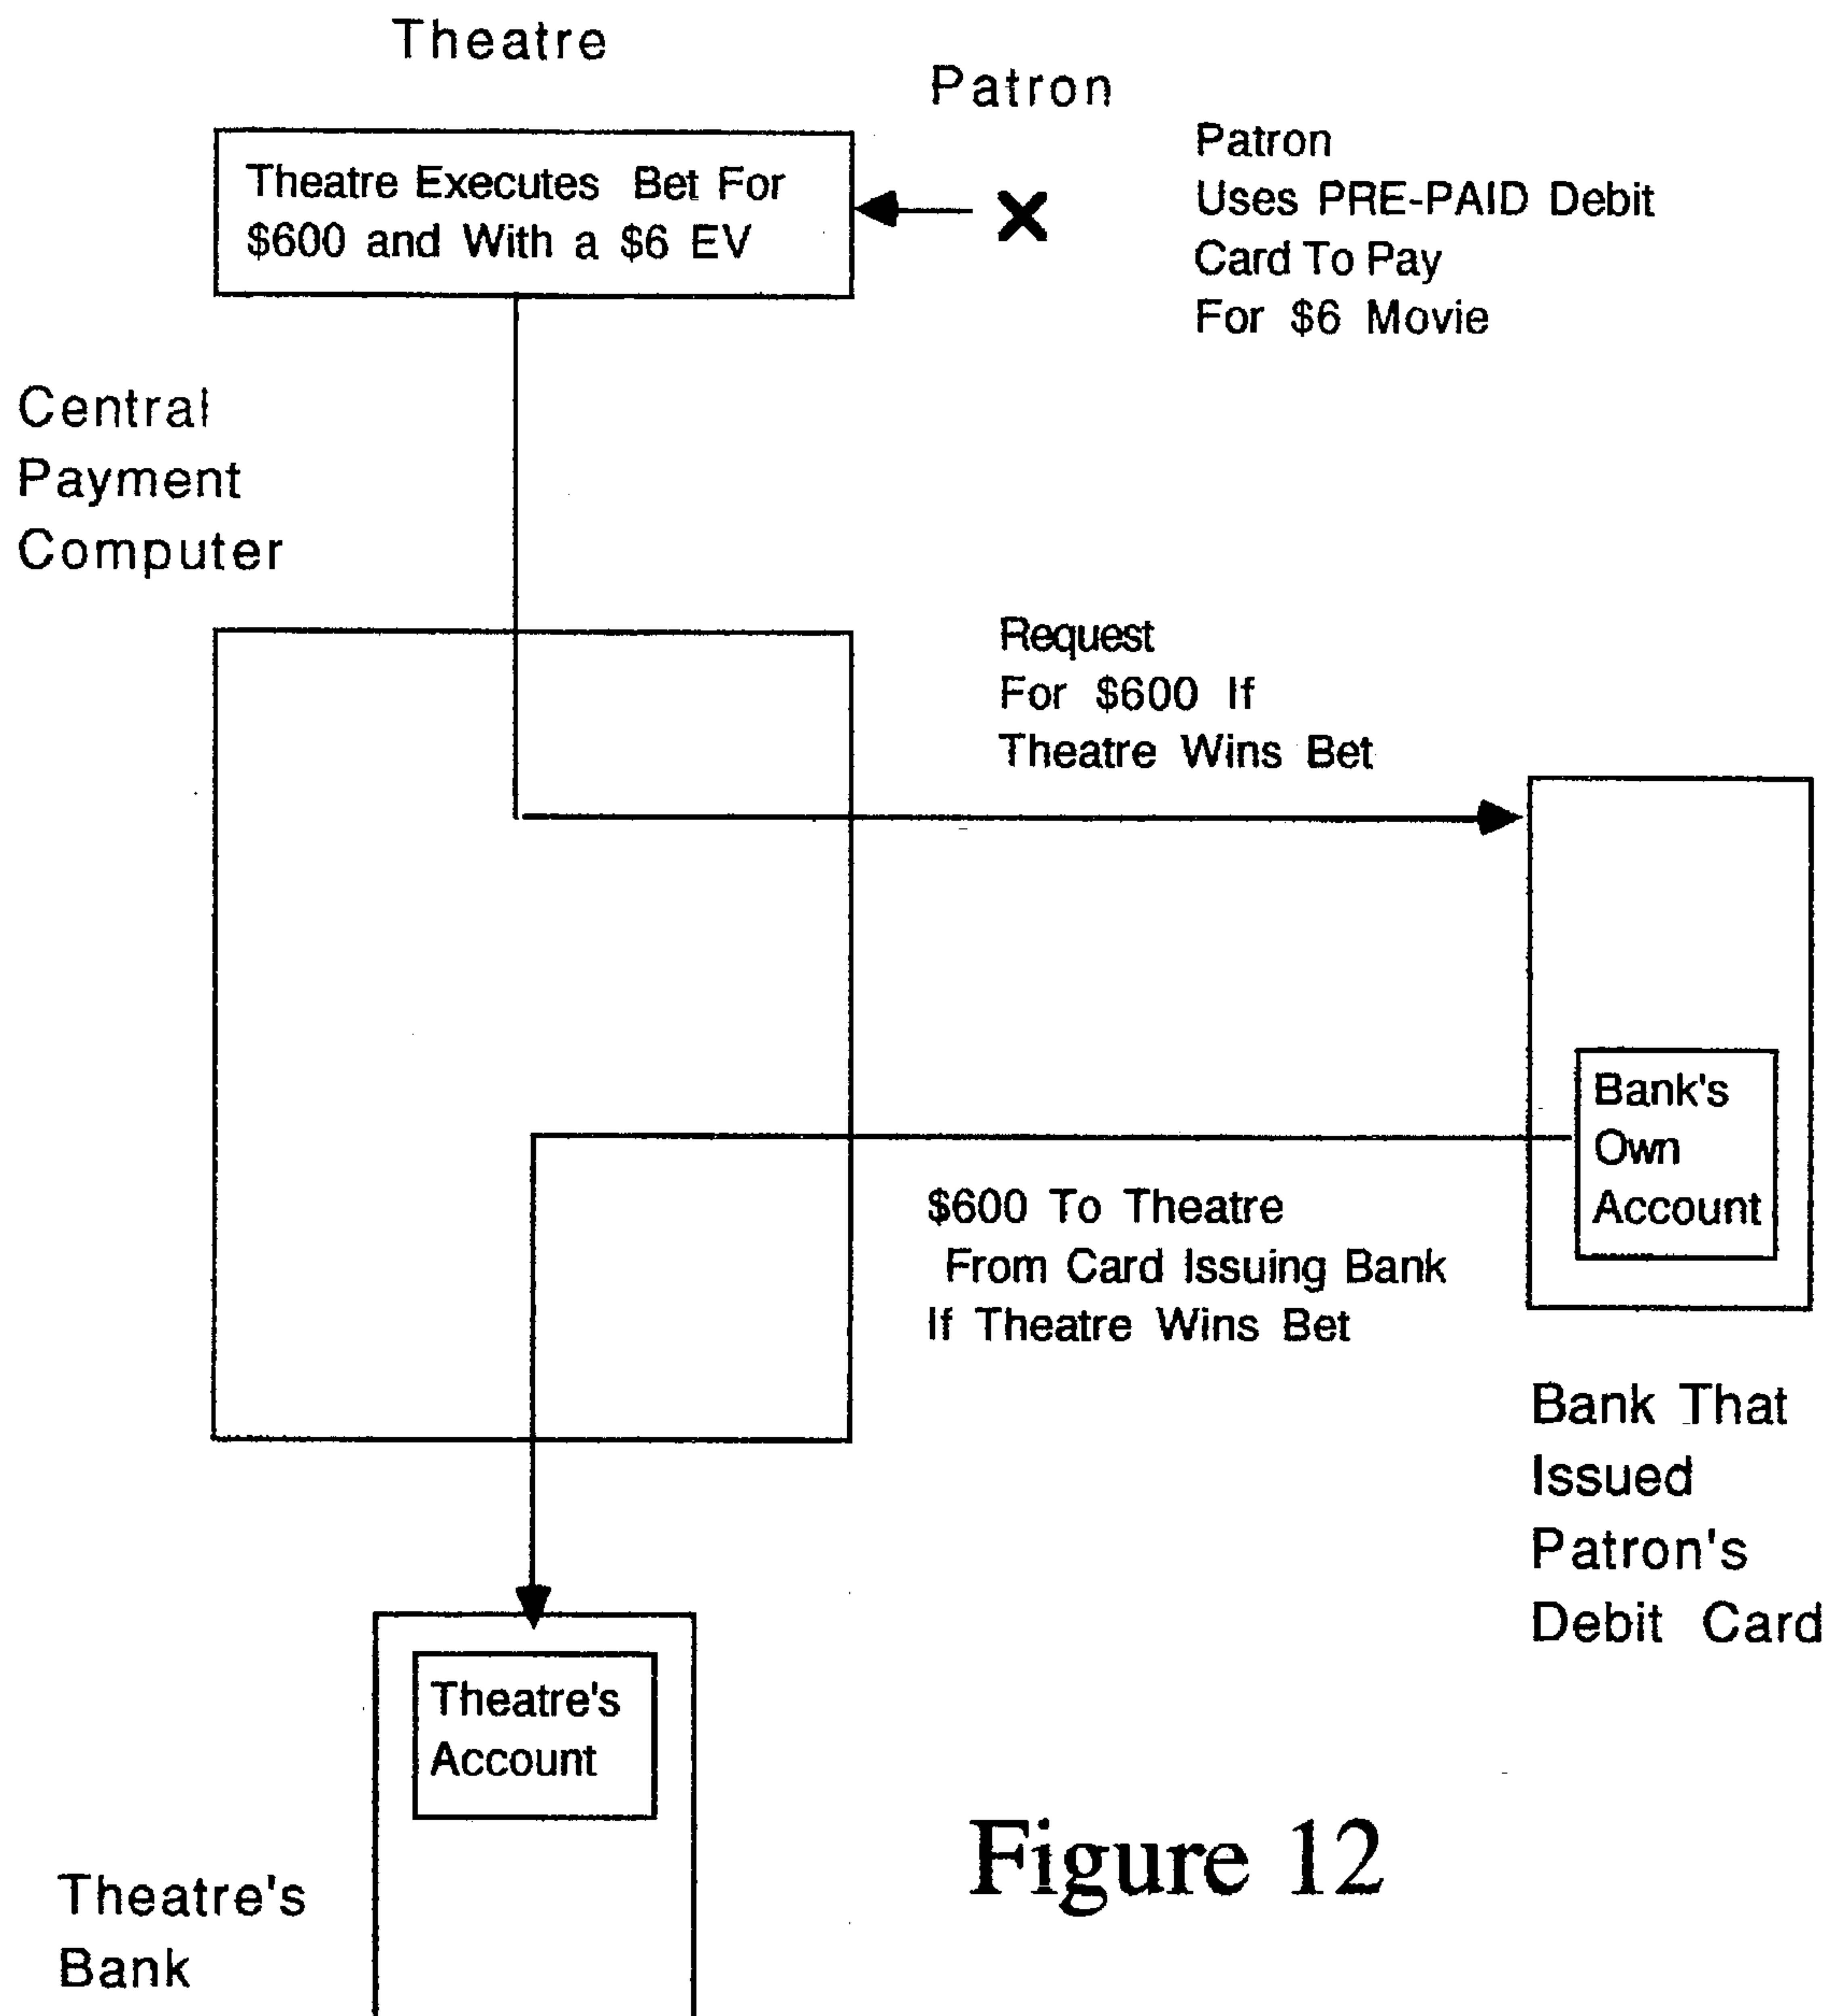 Theatre
Patron
Theatre Executes Bet For
$600 and With a $6 EV
Patron
Uses PRE-PAID Debit
Card To Pay
For $6 Movie
Central
Payment
Computer
Request
For $600 If
Theatre Wins Bet
Bank's
Own
Account
$600 To Theatre
From Card Issuing Bank
If Theatre Wins Bet
Bank That
Issued
Patron's
Debit Card
Theatre's
Account
Theatre's
Bank
Figure 12